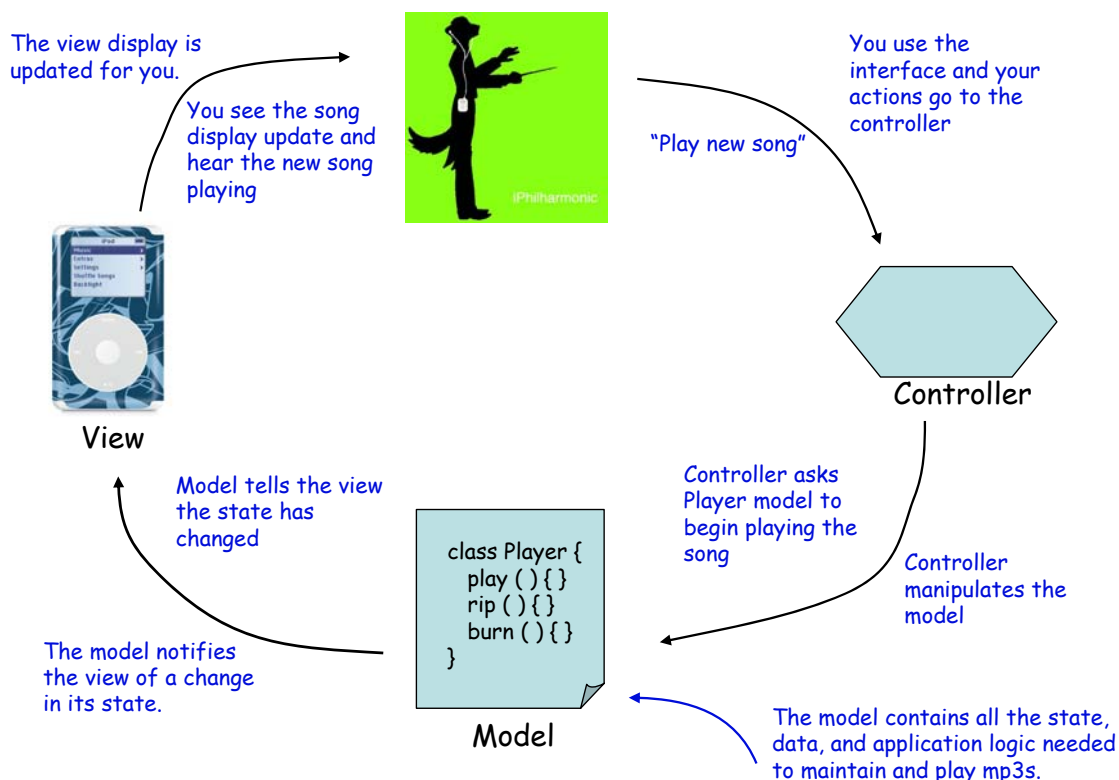 The view display is
updated for you.
You see the song
display update and
hear the new song
playing
iPhilharmonic
"Play new song"
You use the
interface and your
actions go to the
controller
iPod
Music
Extras
Settings
Shuffle Songs
Backlight
MENU
View
Controller
Model tells the view
the state has
changed
class Player {
play ( ) { }
rip ( ) { }
burn ( ) { }
}
Controller asks
Player model to
begin playing the
song
Controller
manipulates the
model
The model notifies
the view of a change
in its state.
Model
The model contains all the state,
data, and application logic needed
to maintain and play mp3s.